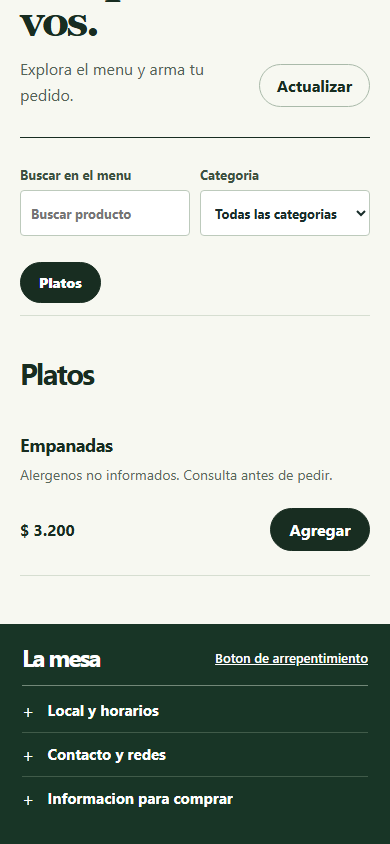 vos.
Explora el menu y arma tu
pedido.
Actualizar
Buscar en el menu
Categoria
Buscar producto
Todas las categorias
Platos
Platos
Empanadas
Alergenos no informados. Consulta antes de pedir.
$ 3.200
Agregar
La mesa
Boton de arrepentimiento
+ Local y horarios
+ Contacto y redes
+ Informacion para comprar